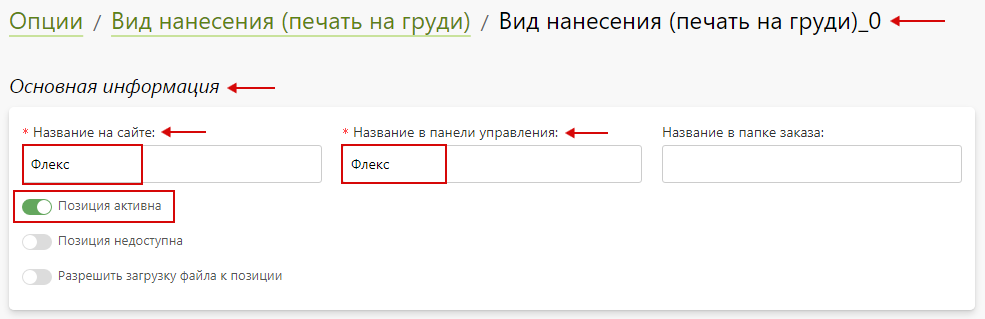 Опции / Вид нанесения (печать на груди) / Вид нанесения (печать на груди)_0
Основная информация
* Название на сайте: * Название в панели управления: Название в папке заказа:
Флекс Флекс
Позиция активна
Позиция недоступна
Разрешить загрузку файла к позиции